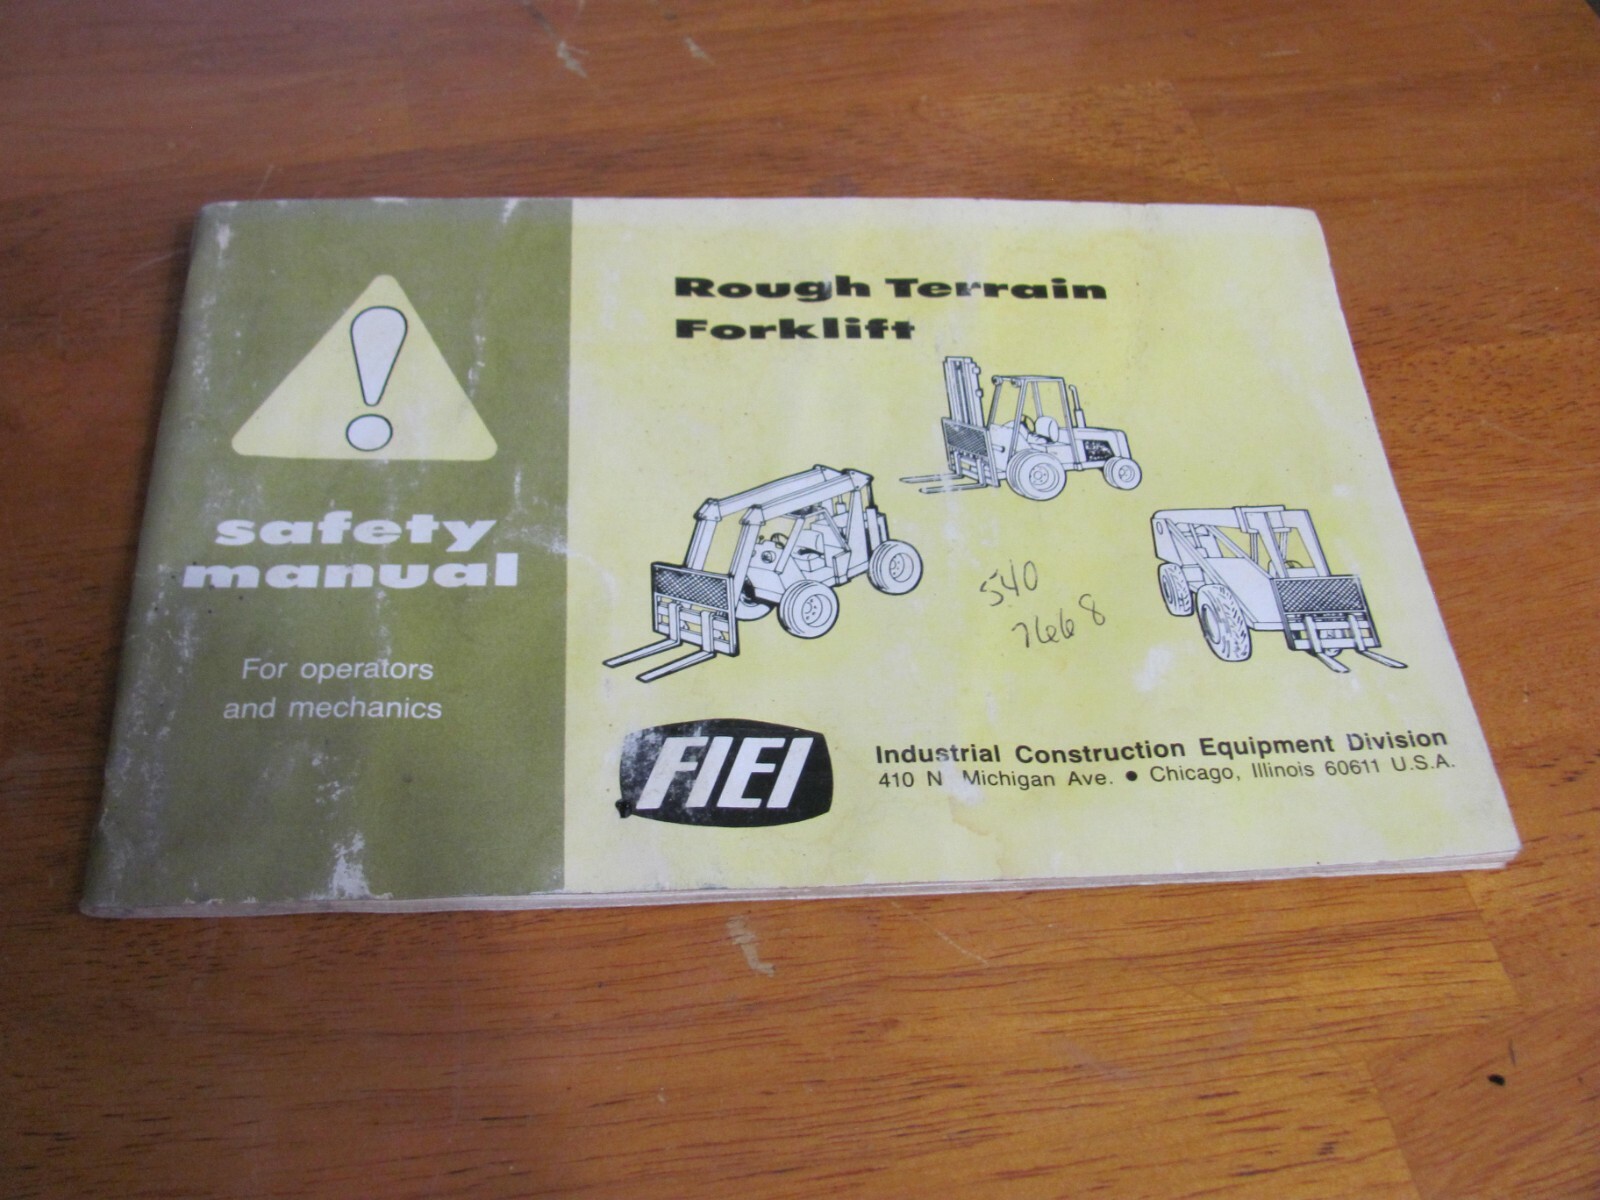 !
safety
manual
For operators
and mechanics
Rough Terrain
Forklift
540
7668
FIEI
Industrial Construction Equipment Division
410 N Michigan Ave. ● Chicago, Illinois 60611 U.S.A.